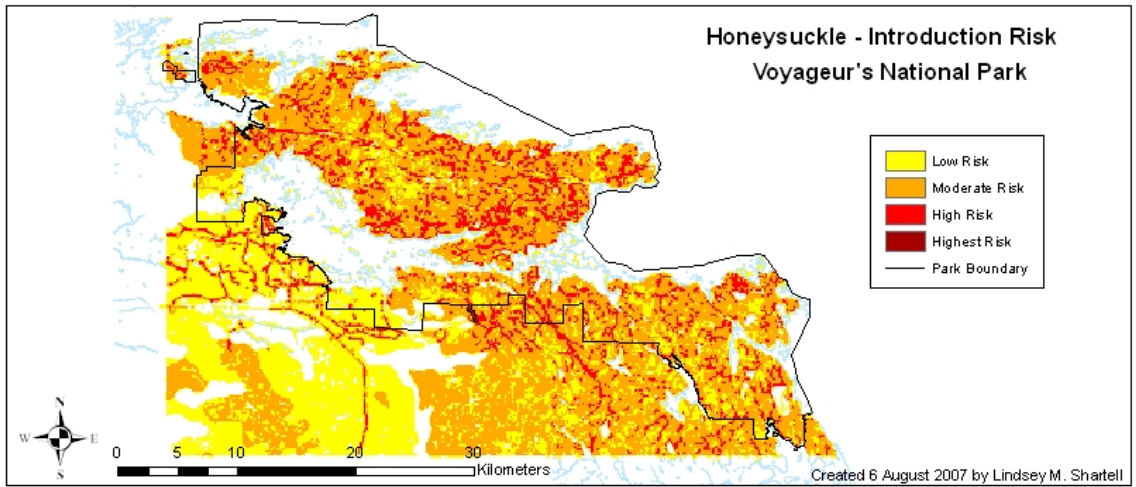 Honeysuckle - Introduction Risk
Voyageur's National Park
Low Risk
Moderate Risk
High Risk
Highest Risk
Park Boundary
N
W E
S
0 5 10 20 30
Kilometers
Created 6 August 2007 by Lindsey M. Shartell